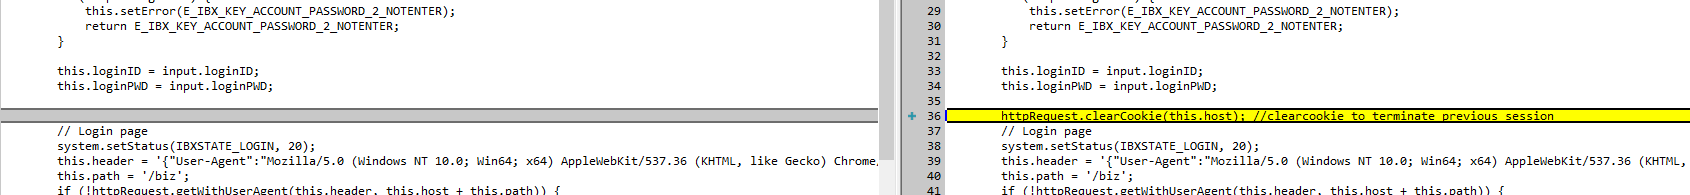 this.setError(E_IBX_KEY_ACCOUNT_PASSWORD_2_NOTENTER);
return E_IBX_KEY_ACCOUNT_PASSWORD_2_NOTENTER;
}
this.loginID = input.loginID;
this.loginPWD = input.loginPWD;
// Login page
system.setStatus(IBXSTATE_LOGIN, 20);
this.header = '{"User-Agent":"Mozilla/5.0 (Windows NT 10.0; Win64; x64) AppleWebKit/537.36 (KHTML, like Gecko) Chrome,
this.path = '/biz';
if (!httpRequest.getWithUserAgent(this.header, this.host + this.path)) {
29 this.setError(E_IBX_KEY_ACCOUNT_PASSWORD_2_NOTENTER);
30 return E_IBX_KEY_ACCOUNT_PASSWORD_2_NOTENTER;
31 }
32
33 this.loginID = input.loginID;
34 this.loginPWD = input.loginPWD;
35
+ 36 httpRequest.clearCookie(this.host); //clearcookie to terminate previous session
37 // Login page
38 system.setStatus(IBXSTATE_LOGIN, 20);
39 this.header = '{"User-Agent":"Mozilla/5.0 (Windows NT 10.0; Win64; x64) AppleWebKit/537.36 (KHTML,
40 this.path = '/biz';
41 if (!httpRequest.getWithUserAgent(this.header, this.host + this.path)) {